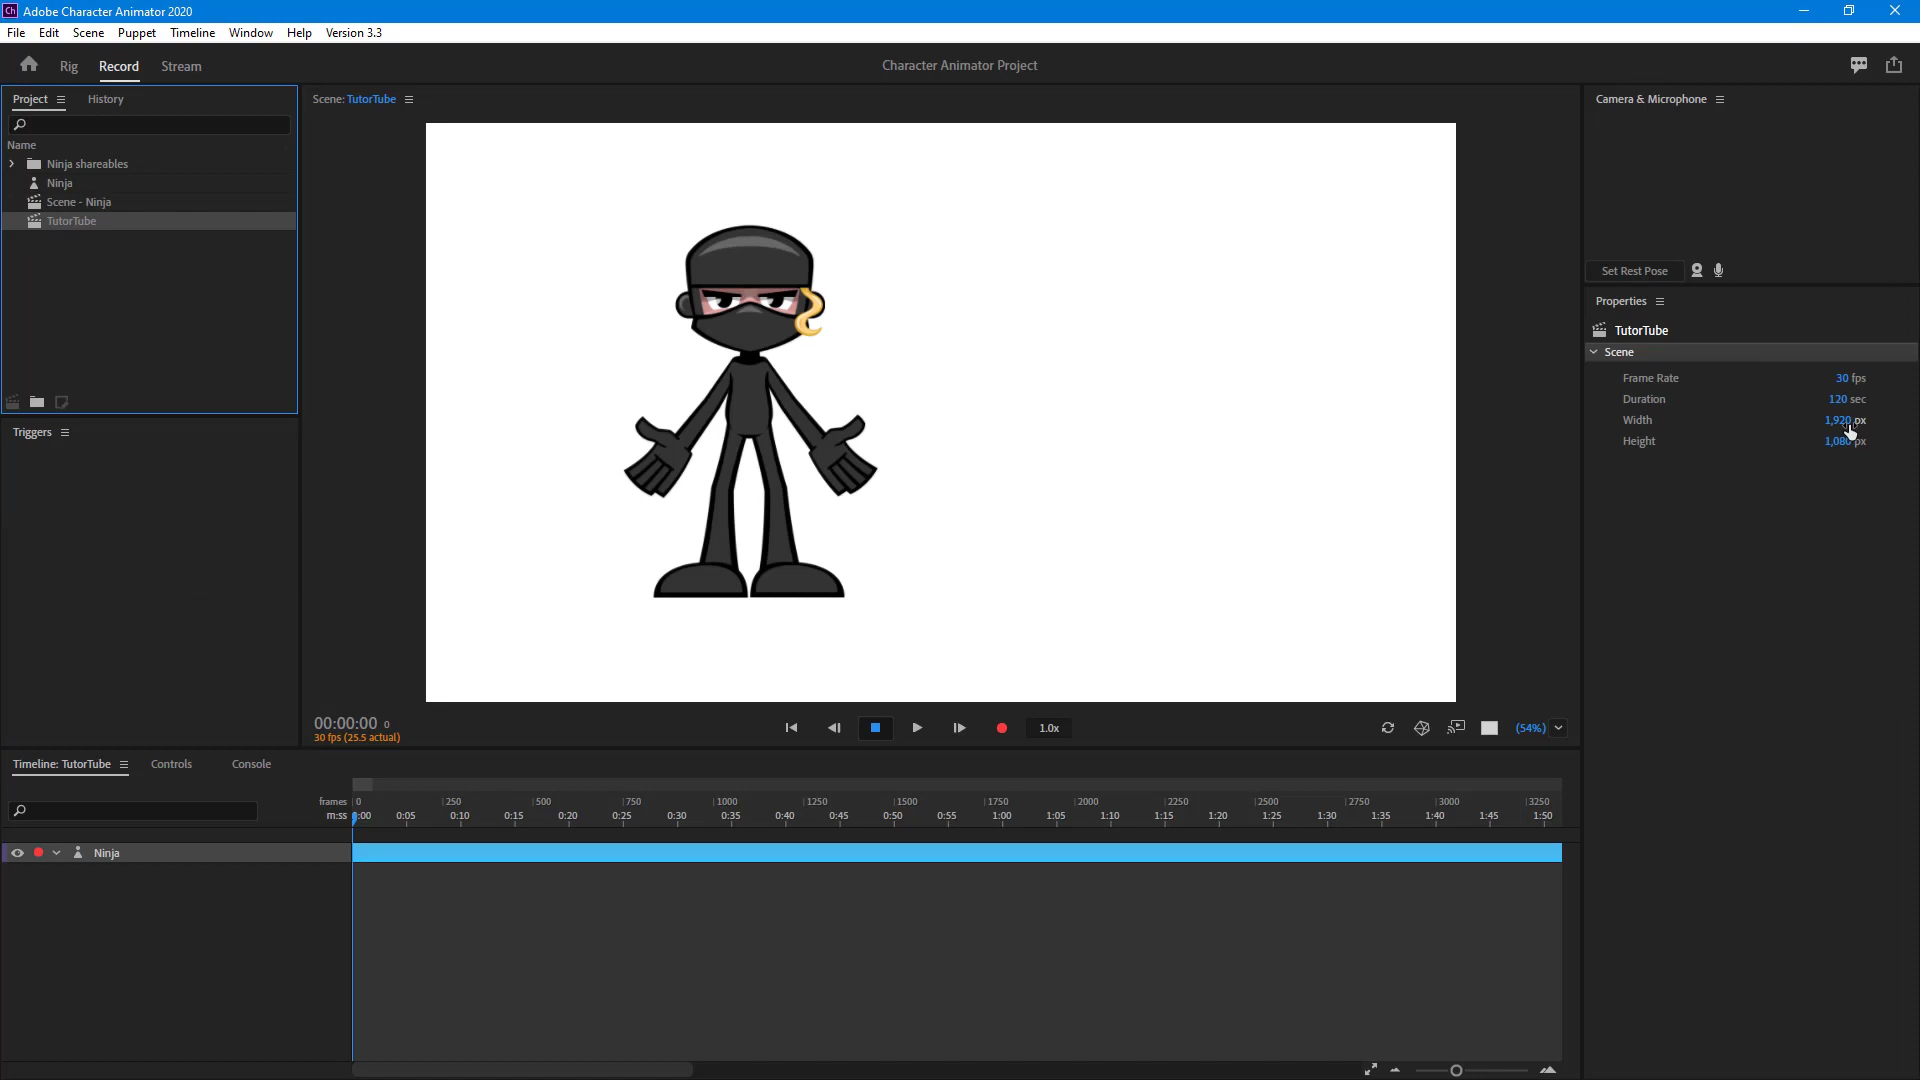 Ch Adobe Character Animator 2020
File Edit Scene Puppet Timeline Window Help Version 3.3
Rig Record Stream
Character Animator Project
Project History
Scene: TutorTube
Camera & Microphone
Name
Ninja shareables
Ninja
Scene - Ninja
TutorTube
Set Rest Pose
Properties
TutorTube
Scene
Frame Rate 30 fps
Duration 120 sec
Width 1,920 px
Height 1,080 px
Triggers
00:00:00 0
30 fps (25.5 actual)
1.0x
(54%)
Timeline: TutorTube Controls Console
frames 0 250 500 750 1000 1250 1500 1750 2000 2250 2500 2750 3000 3250
m:ss 0:00 0:05 0:10 0:15 0:20 0:25 0:30 0:35 0:40 0:45 0:50 0:55 1:00 1:05 1:10 1:15 1:20 1:25 1:30 1:35 1:40 1:45 1:50
Ninja